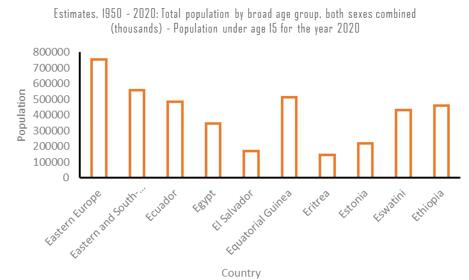 Estimates, 1950 - 2020: Total population by broad age group, both sexes combined
(thousands) - Population under age 15 for the year 2020
800000
700000
600000
500000
400000
300000
200000
100000
0
Population
Eastern Europe
Eastern and South-...
Ecuador
Egypt
El Salvador
Equatorial Guinea
Eritrea
Estonia
Eswatini
Ethiopia
Country